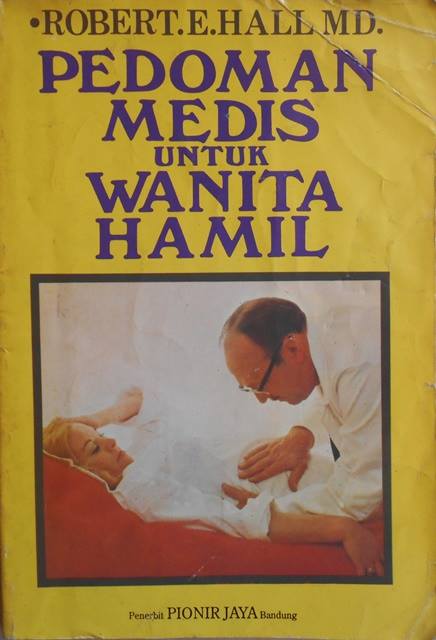 •ROBERT.E.HALL MD.
PEDOMAN
MEDIS
UNTUK
WANITA
HAMIL
Penerbit PIONIR JAYA Bandung